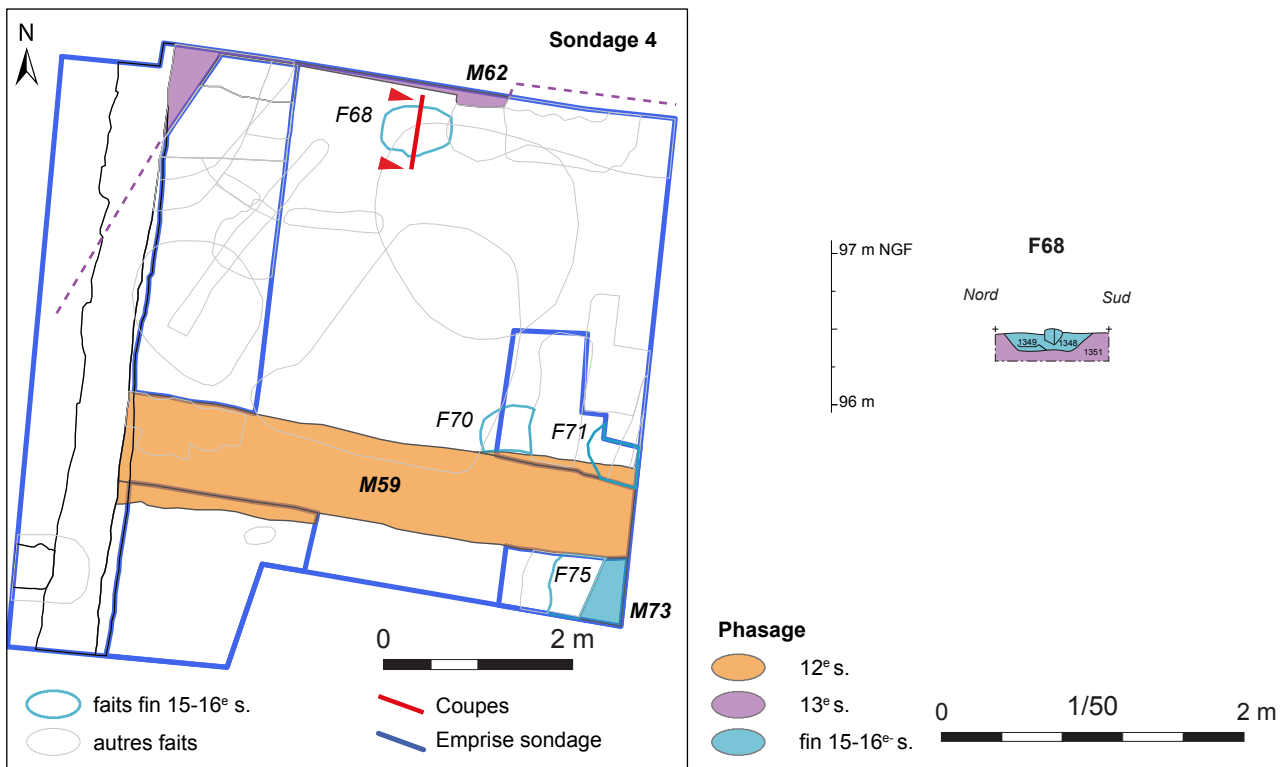 Sondage 4
N
M62
F68
F70
F71
M59
F75
M73
0 2 m
faits fin 15-16e s.
autres faits
Coupes
Emprise sondage
97 m NGF
F68
Nord
Sud
1349
1348
1351
96 m
Phasage
12e s.
13e s.
fin 15-16e- s.
0 1/50 2 m